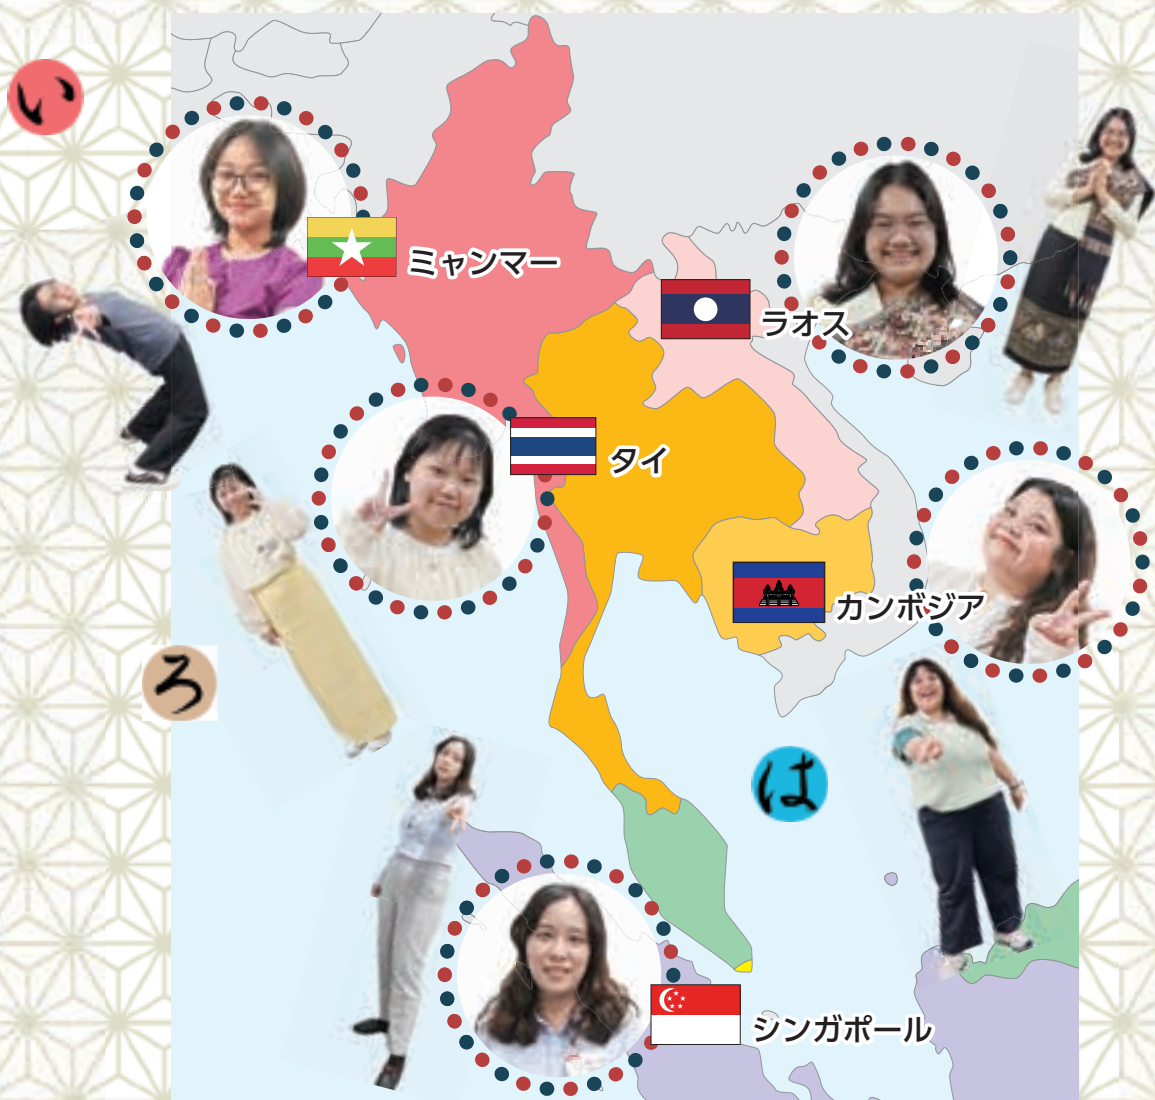 い
ミャンマー
ラオス
タイ
カンボジア
ろ
は
シンガポール